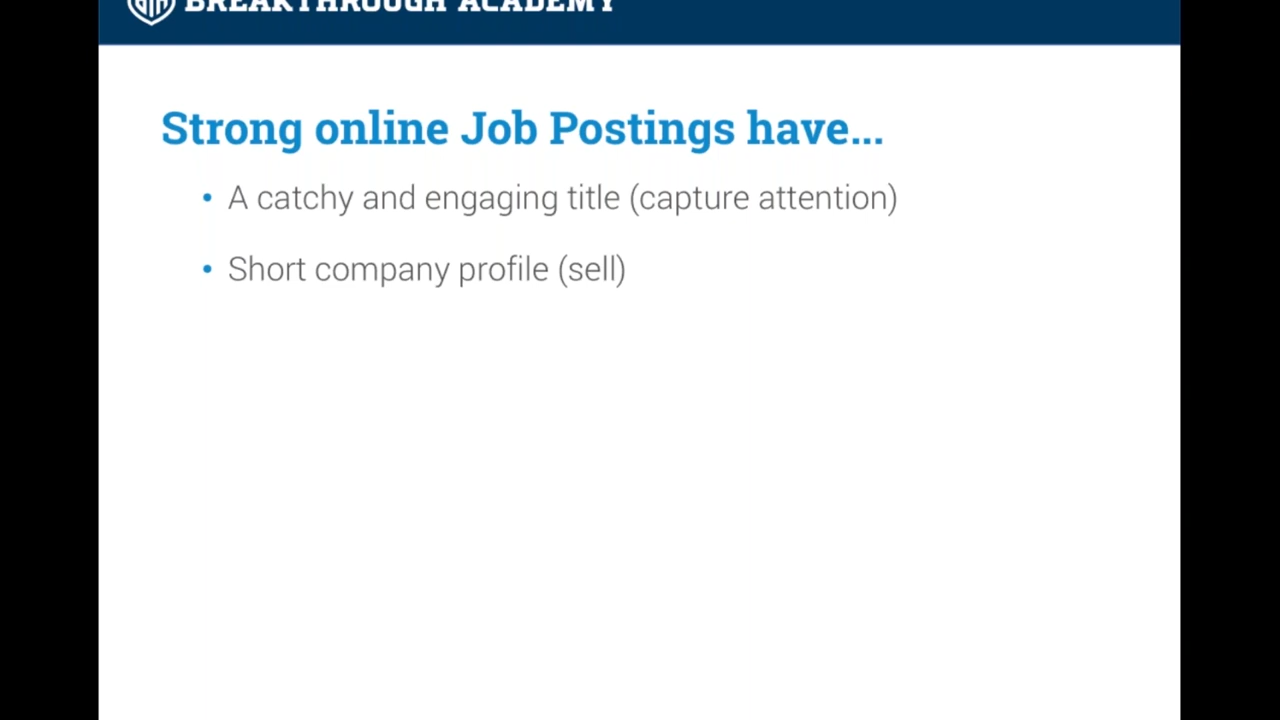 BREAKTHROUGH ACADEMY
Strong online Job Postings have...
• A catchy and engaging title (capture attention)
• Short company profile (sell)